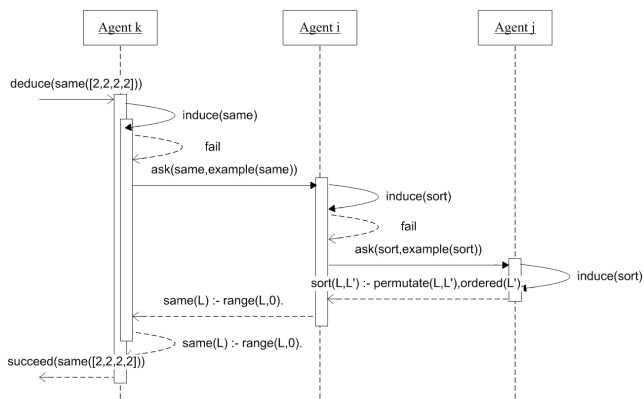 Agent k
Agent i
Agent j
deduce(same([2,2,2,2]))
induce(same)
fail
ask(same,example(same))
induce(sort)
fail
ask(sort,example(sort))
induce(sort)
sort(L,L') :- permutate(L,L'),ordered(L').
same(L) :- range(L,0).
same(L) :- range(L,0).
succeed(same([2,2,2,2]))